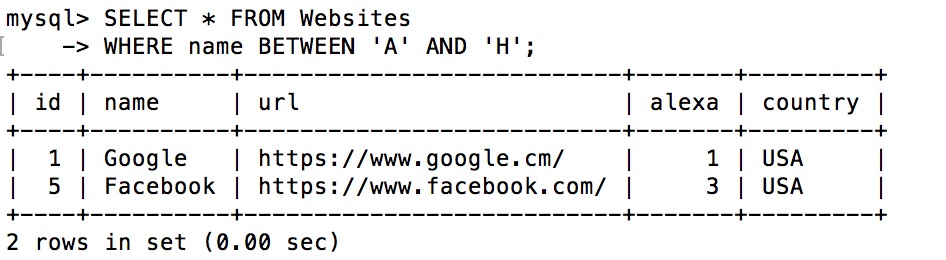 mysql> SELECT * FROM Websites
    -> WHERE name BETWEEN 'A' AND 'H';
+----+----------+---------------------------+-------+---------+
| id | name     | url                       | alexa | country |
+----+----------+---------------------------+-------+---------+
|  1 | Google   | https://www.google.cm/    |     1 | USA     |
|  5 | Facebook | https://www.facebook.com/ |     3 | USA     |
+----+----------+---------------------------+-------+---------+
2 rows in set (0.00 sec)